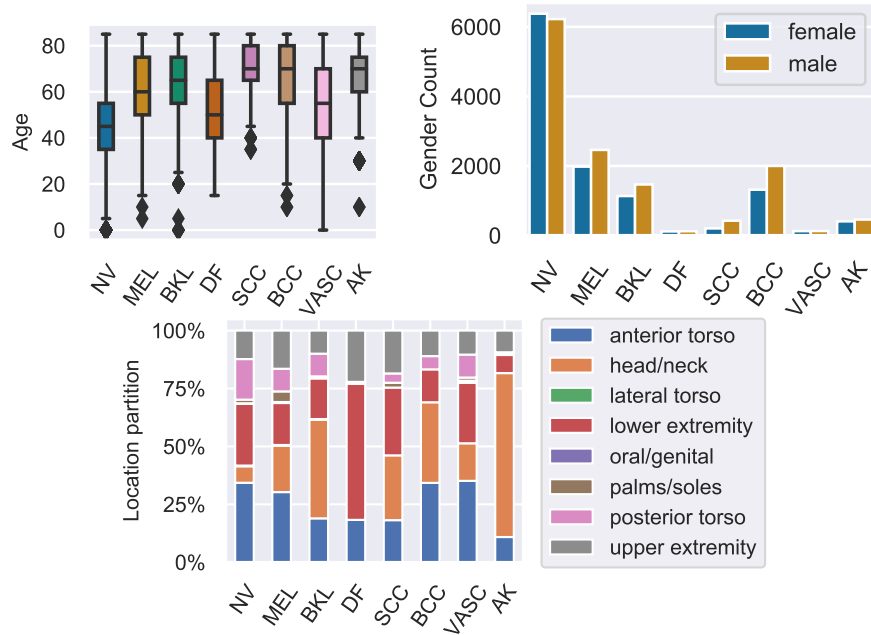 Age
80
60
40
20
0
NV
MEL
BKL
DF
SCC
BCC
VASC
AK
Gender Count
6000
4000
2000
0
female
male
NV
MEL
BKL
DF
SCC
BCC
VASC
AK
Location partition
100%
75%
50%
25%
0%
NV
MEL
BKL
DF
SCC
BCC
VASC
AK
anterior torso
head/neck
lateral torso
lower extremity
oral/genital
palms/soles
posterior torso
upper extremity